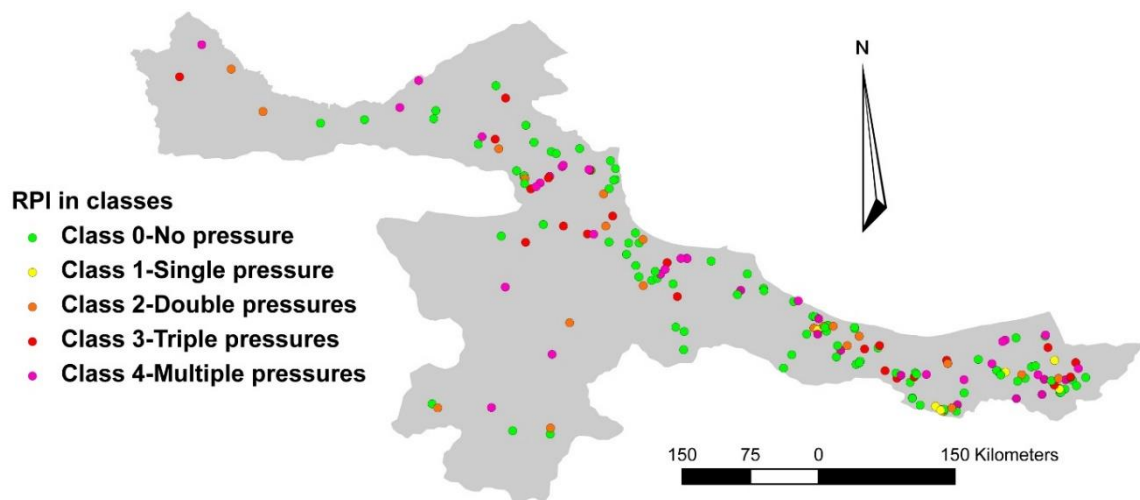 N
RPI in classes
Class 0-No pressure
Class 1-Single pressure
Class 2-Double pressures
Class 3-Triple pressures
Class 4-Multiple pressures
150 75 0 150 Kilometers